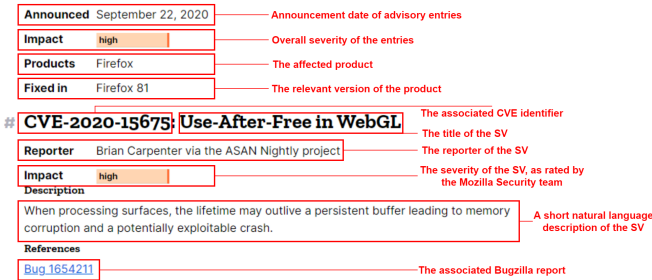 Announced September 22, 2020 Announcement date of advisory entries
Impact high Overall severity of the entries
Products Firefox The affected product
Fixed in Firefox 81 The relevant version of the product
The associated CVE identifier
# CVE-2020-15675: Use-After-Free in WebGL
The title of the SV
Reporter Brian Carpenter via the ASAN Nightly project The reporter of the SV
Impact high The severity of the SV, as rated
by the Mozilla Security team
Description
When processing surfaces, the lifetime may outlive a persistent buffer leading to memory
corruption and a potentially exploitable crash.
A short natural language
description of the SV
References
Bug 1654211 The associated Bugzilla report